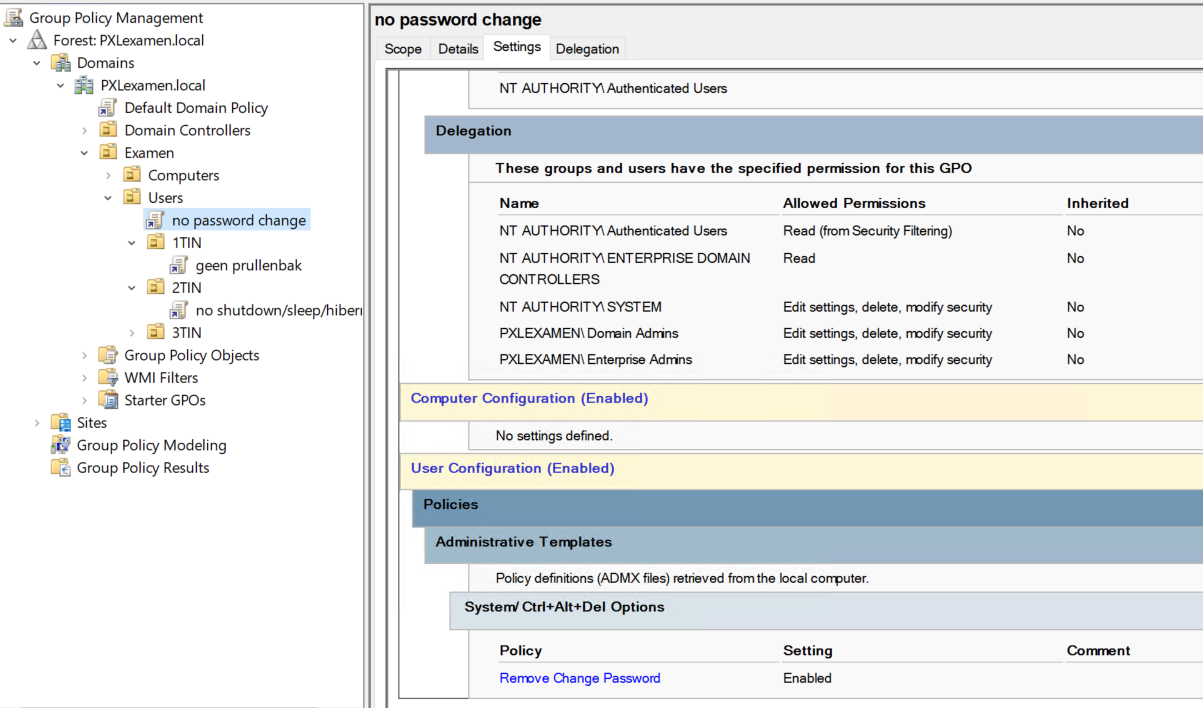 Group Policy Management
Forest: PXLexamen.local
Domains
PXLexamen.local
Default Domain Policy
Domain Controllers
Examen
Computers
Users
no password change
1TIN
geen prullenbak
2TIN
no shutdown/sleep/hiber
3TIN
Group Policy Objects
WMI Filters
Starter GPOs
Sites
Group Policy Modeling
Group Policy Results
no password change
Scope Details Settings Delegation
NT AUTHORITY\Authenticated Users
Delegation
These groups and users have the specified permission for this GPO
Name Allowed Permissions Inherited
NT AUTHORITY\Authenticated Users Read (from Security Filtering) No
NT AUTHORITY\ENTERPRISE DOMAIN Read No
CONTROLLERS
NT AUTHORITY\SYSTEM Edit settings, delete, modify security No
PXLEXAMEN\Domain Admins Edit settings, delete, modify security No
PXLEXAMEN\Enterprise Admins Edit settings, delete, modify security No
Computer Configuration (Enabled)
No settings defined.
User Configuration (Enabled)
Policies
Administrative Templates
Policy definitions (ADMX files) retrieved from the local computer.
System/Ctrl+Alt+Del Options
Policy Setting Comment
Remove Change Password Enabled